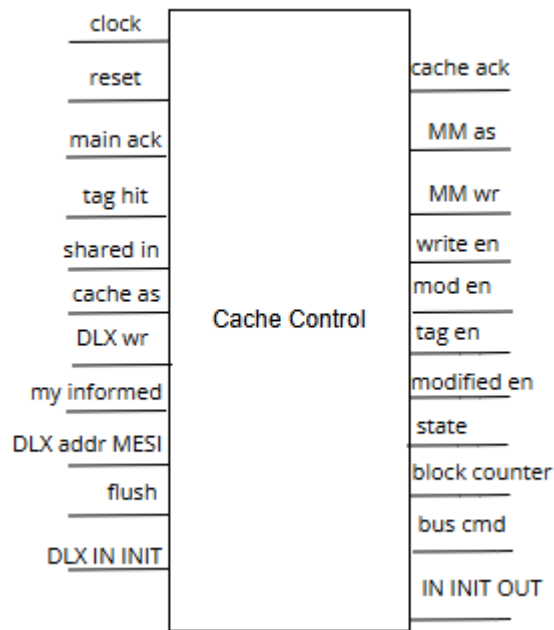 clock
reset
main ack
tag hit
shared in
cache as
DLX wr
my informed
DLX addr MESI
flush
DLX IN INIT
Cache Control
cache ack
MM as
MM wr
write en
mod en
tag en
modified en
state
block counter
bus cmd
IN INIT OUT